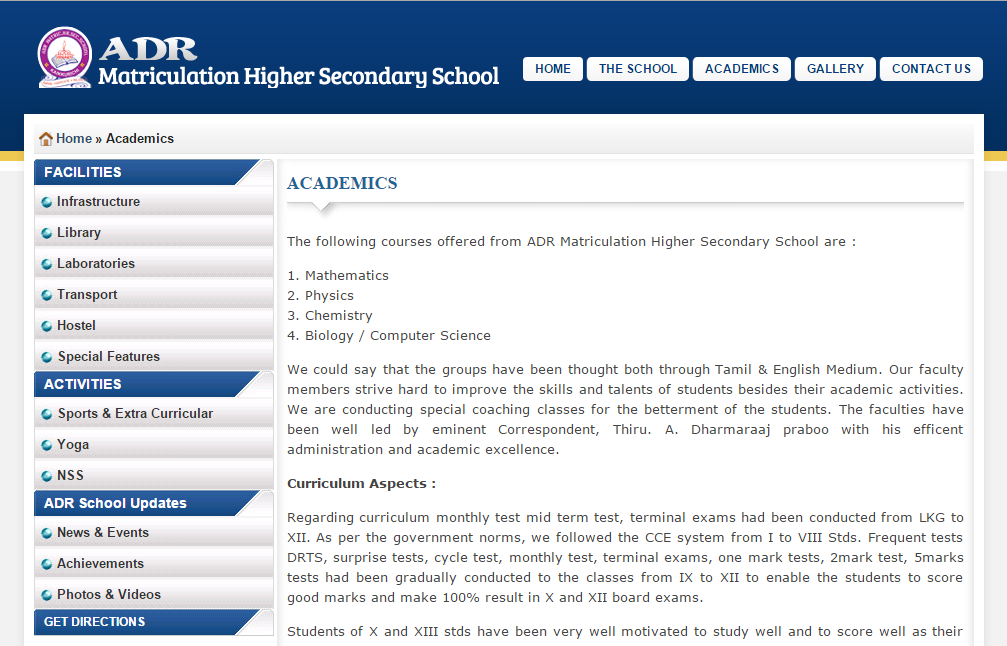 ADR
Matriculation Higher Secondary School
HOME THE SCHOOL ACADEMICS GALLERY CONTACT US
Home » Academics
FACILITIES
Infrastructure
Library
Laboratories
Transport
Hostel
Special Features
ACTIVITIES
Sports & Extra Curricular
Yoga
NSS
ADR School Updates
News & Events
Achievements
Photos & Videos
GET DIRECTIONS
ACADEMICS
The following courses offered from ADR Matriculation Higher Secondary School are :
1. Mathematics
2. Physics
3. Chemistry
4. Biology / Computer Science
We could say that the groups have been thought both through Tamil & English Medium. Our faculty
members strive hard to improve the skills and talents of students besides their academic activities.
We are conducting special coaching classes for the betterment of the students. The faculties have
been well led by eminent Correspondent, Thiru. A. Dharmaraaj praboo with his efficent
administration and academic excellence.
Curriculum Aspects :
Regarding curriculum monthly test mid term test, terminal exams had been conducted from LKG to
XII. As per the government norms, we followed the CCE system from I to VIII Stds. Frequent tests
DRTS, surprise tests, cycle test, monthly test, terminal exams, one mark tests, 2mark test, 5marks
tests had been gradually conducted to the classes from IX to XII to enable the students to score
good marks and make 100% result in X and XII board exams.
Students of X and XIII stds have been very well motivated to study well and to score well as their